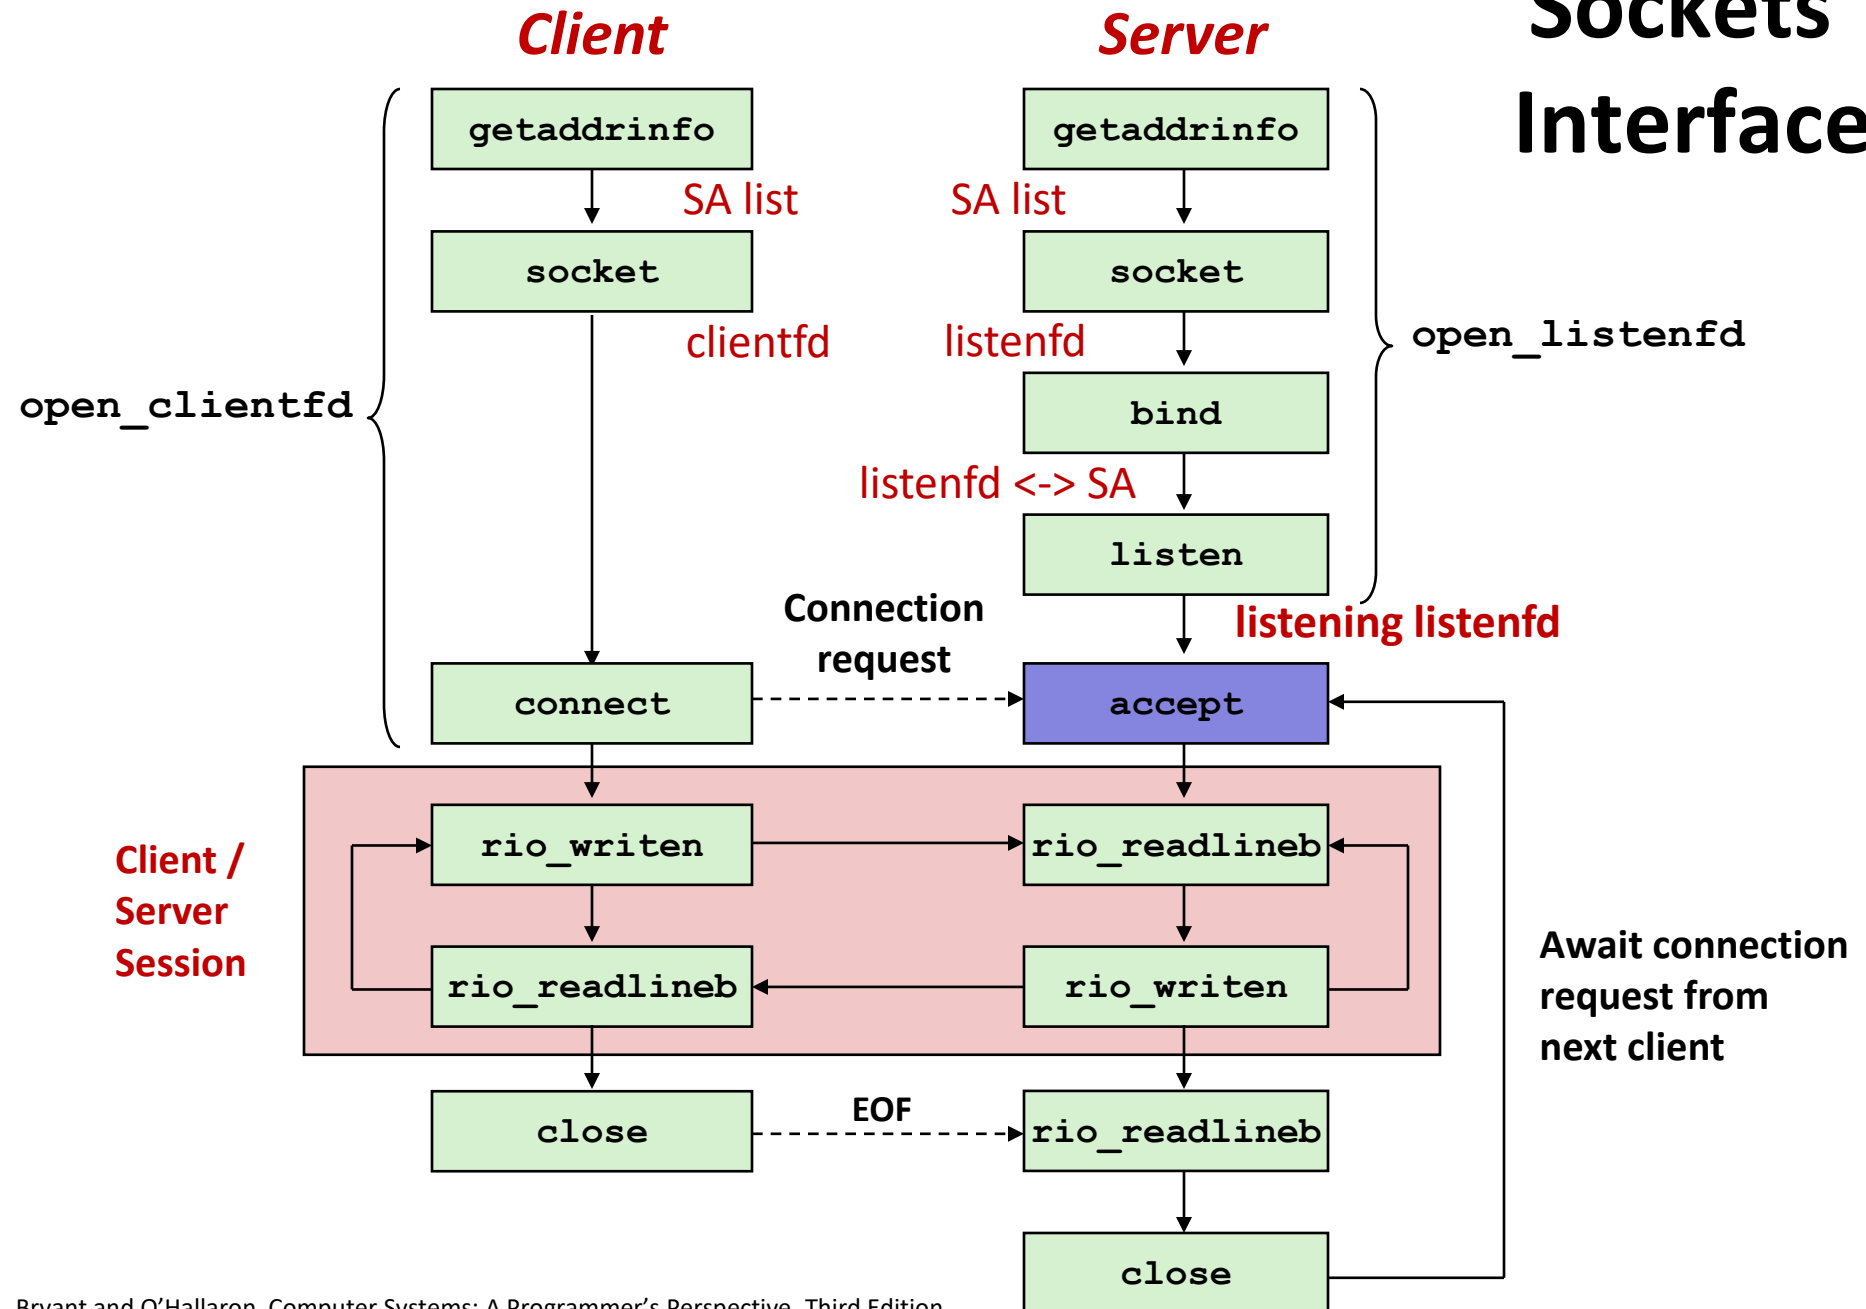 Sockets
Interface
Client
Server
getaddrinfo
getaddrinfo
SA list
SA list
socket
socket
clientfd
listenfd
open_listenfd
open_clientfd
bind
listenfd <-> SA
listen
Connection
request
listening listenfd
connect
accept
Client /
Server
Session
rio_writen
rio_readlineb
rio_readlineb
rio_writen
Await connection
request from
next client
close
EOF
rio_readlineb
close
Bryant and O'Hallaron, Computer Systems: A Programmer's Perspective, Third Edition